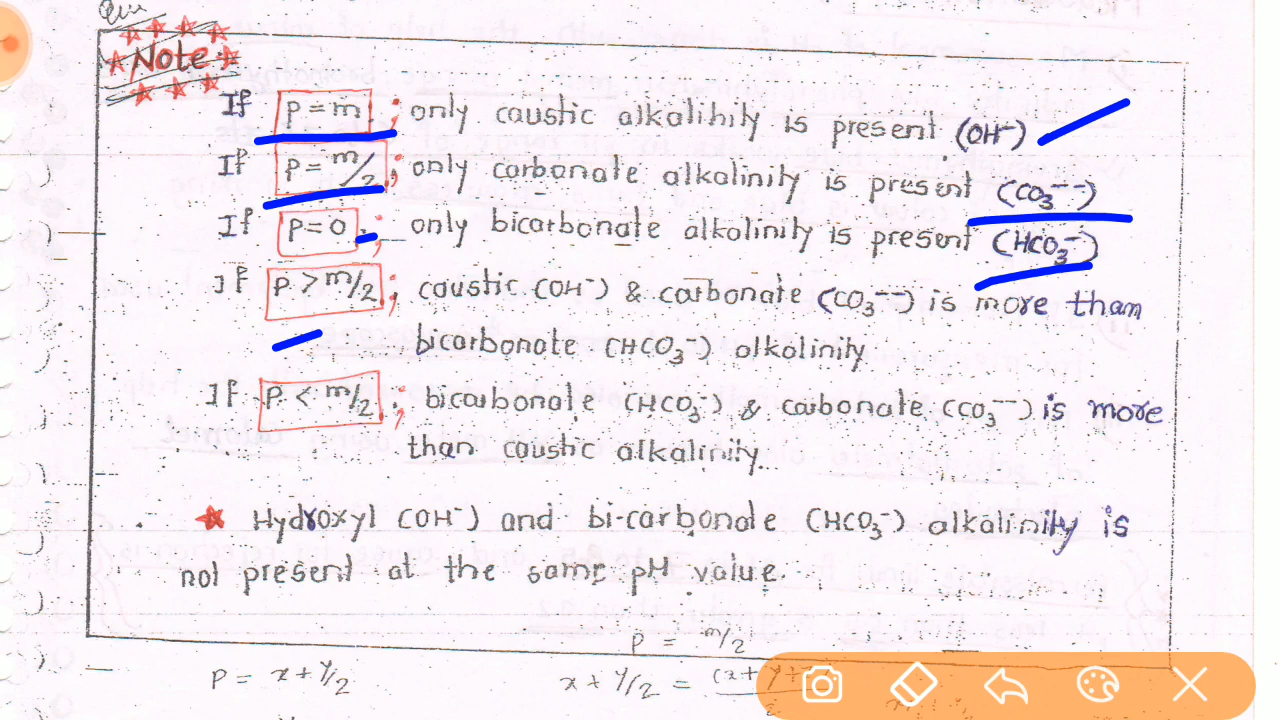 Note:
If P = m ; only caustic alkalinity is present (OH⁻)
If P = m/2 ; only carbonate alkalinity is present (CO₃⁻⁻)
If P = 0 ; only bicarbonate alkalinity is present (HCO₃⁻)
If P > m/2 ; caustic (OH⁻) & carbonate (CO₃⁻⁻) is more than
bicarbonate (HCO₃⁻) alkalinity
If P < m/2 ; bicarbonate (HCO₃⁻) & carbonate (CO₃⁻⁻) is more
than caustic alkalinity.
Hydroxyl (OH⁻) and bi-carbonate (HCO₃⁻) alkalinity is
not present at the same pH value.
P = m/2
P = x + y/2
x + y/2 =